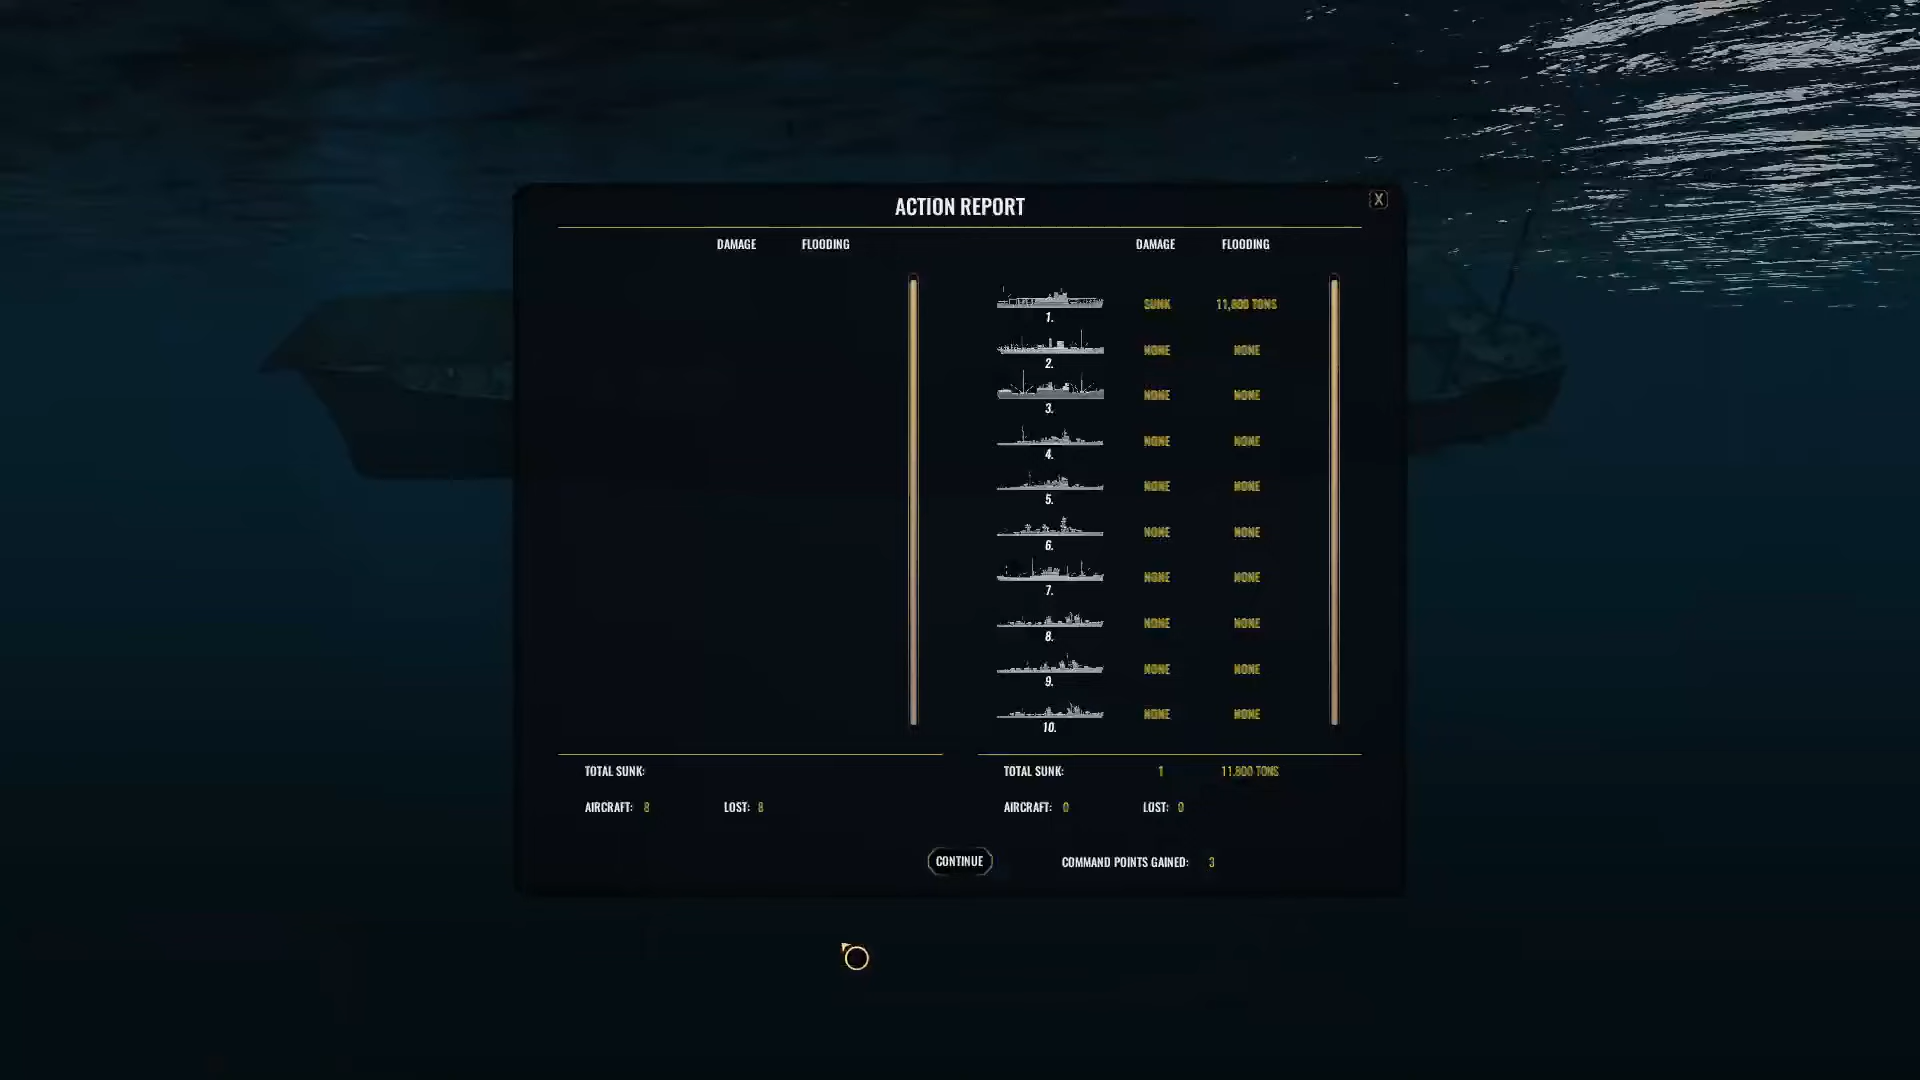 ACTION REPORT
X
DAMAGE FLOODING DAMAGE FLOODING
SUNK 11,800 TONS
1.
NONE NONE
2.
NONE NONE
3.
NONE NONE
4.
NONE NONE
5.
NONE NONE
6.
NONE NONE
7.
NONE NONE
8.
NONE NONE
9.
NONE NONE
10.
TOTAL SUNK: TOTAL SUNK: 1 11,800 TONS
AIRCRAFT: 8 LOST: 8 AIRCRAFT: 0 LOST: 0
CONTINUE COMMAND POINTS GAINED: 3